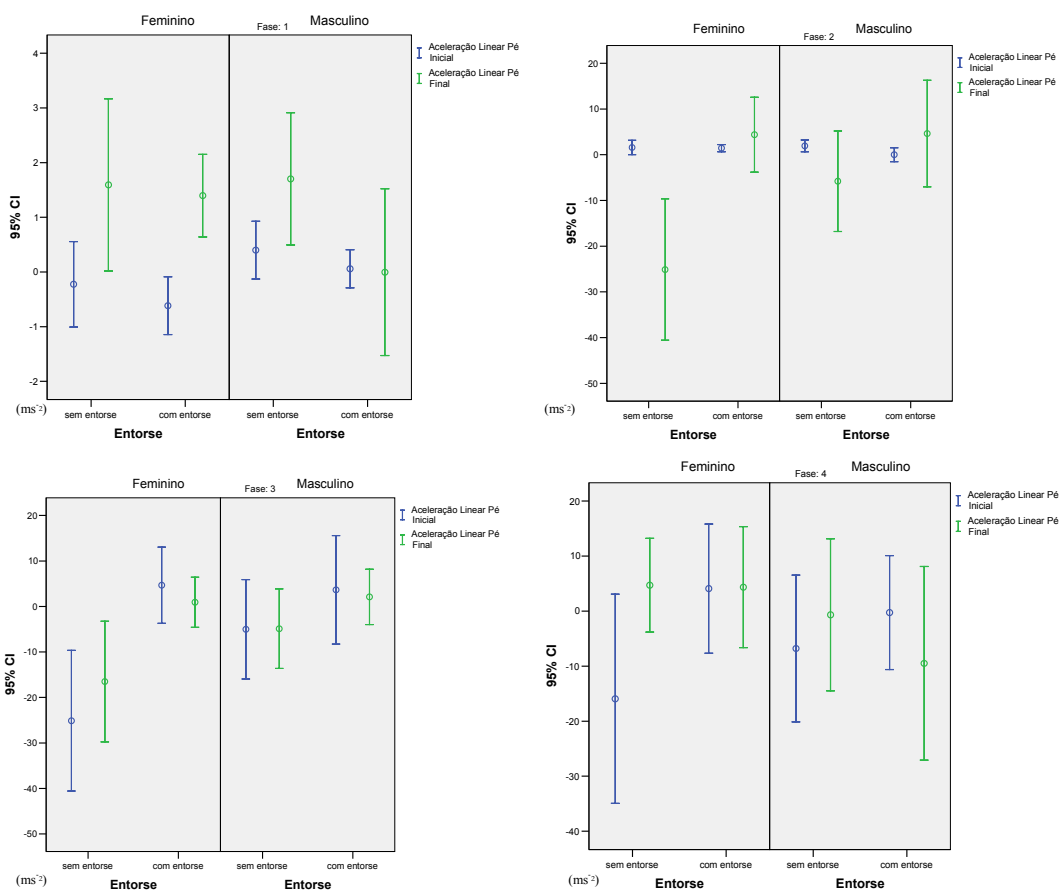 Feminino
Fase: 1
Masculino
Aceleração Linear Pé
Inicial
Aceleração Linear Pé
Final
4
3
2
1
0
-1
-2
95% CI
(ms-2)
sem entorse
com entorse
sem entorse
com entorse
Entorse
Entorse
Feminino
Fase: 2
Masculino
Aceleração Linear Pé
Inicial
Aceleração Linear Pé
Final
20
10
0
-10
-20
-30
-40
-50
95% CI
(ms-2)
sem entorse
com entorse
sem entorse
com entorse
Entorse
Entorse
Feminino
Fase: 3
Masculino
Aceleração Linear Pé
Inicial
Aceleração Linear Pé
Final
20
10
0
-10
-20
-30
-40
-50
95% CI
(ms-2)
sem entorse
com entorse
sem entorse
com entorse
Entorse
Entorse
Feminino
Fase: 4
Masculino
Aceleração Linear Pé
Inicial
Aceleração Linear Pé
Final
20
10
0
-10
-20
-30
-40
95% CI
(ms-2)
sem entorse
com entorse
sem entorse
com entorse
Entorse
Entorse